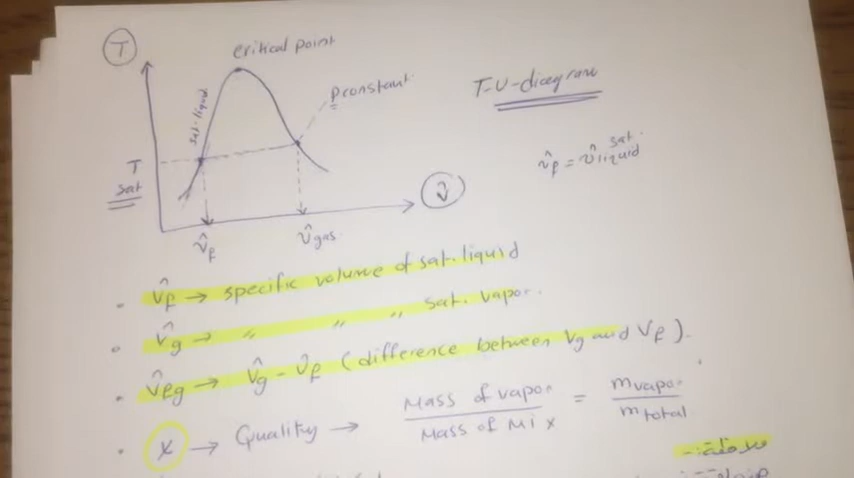 T
critical point
sat-liquid
P constant
T-v-diagram
v̂f = v̂ sat. liquid
T
sat
v̂
v̂f
v̂gas
. v̂f → specific volume of sat. liquid
. v̂g → " " " sat. vapor.
. v̂fg → v̂g - v̂f (difference between Vg and Vf).
. x → Quality → Mass of vapor / Mass of Mix = mvapor / mtotal